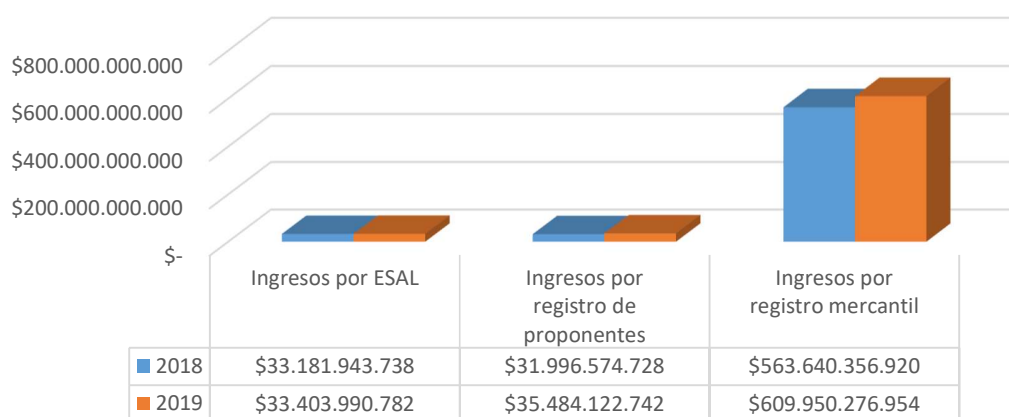 $800.000.000.000
$600.000.000.000
$400.000.000.000
$200.000.000.000
$-
Ingresos por ESAL
Ingresos por
registro de
proponentes
Ingresos por
registro mercantil
2018 $33.181.943.738 $31.996.574.728 $563.640.356.920
2019 $33.403.990.782 $35.484.122.742 $609.950.276.954